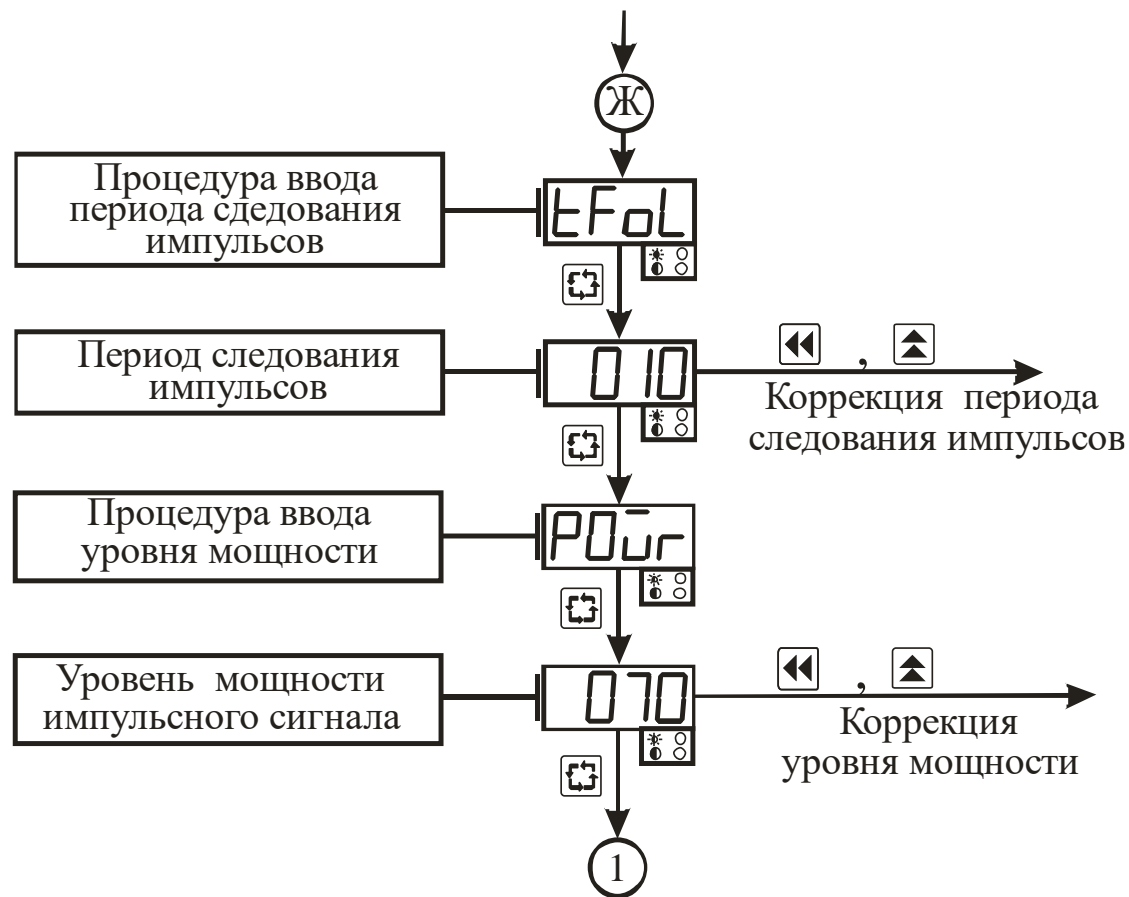 Ж
Процедура ввода
периода сдедования
импульсов
tFoL
Период следования
импульсов
010
,
Коррекция периода
следования импульсов
Процедура ввода
уровня мощности
POwr
Уровень мощности
импульсного сигнала
070
,
Коррекция
уровня мощности
1